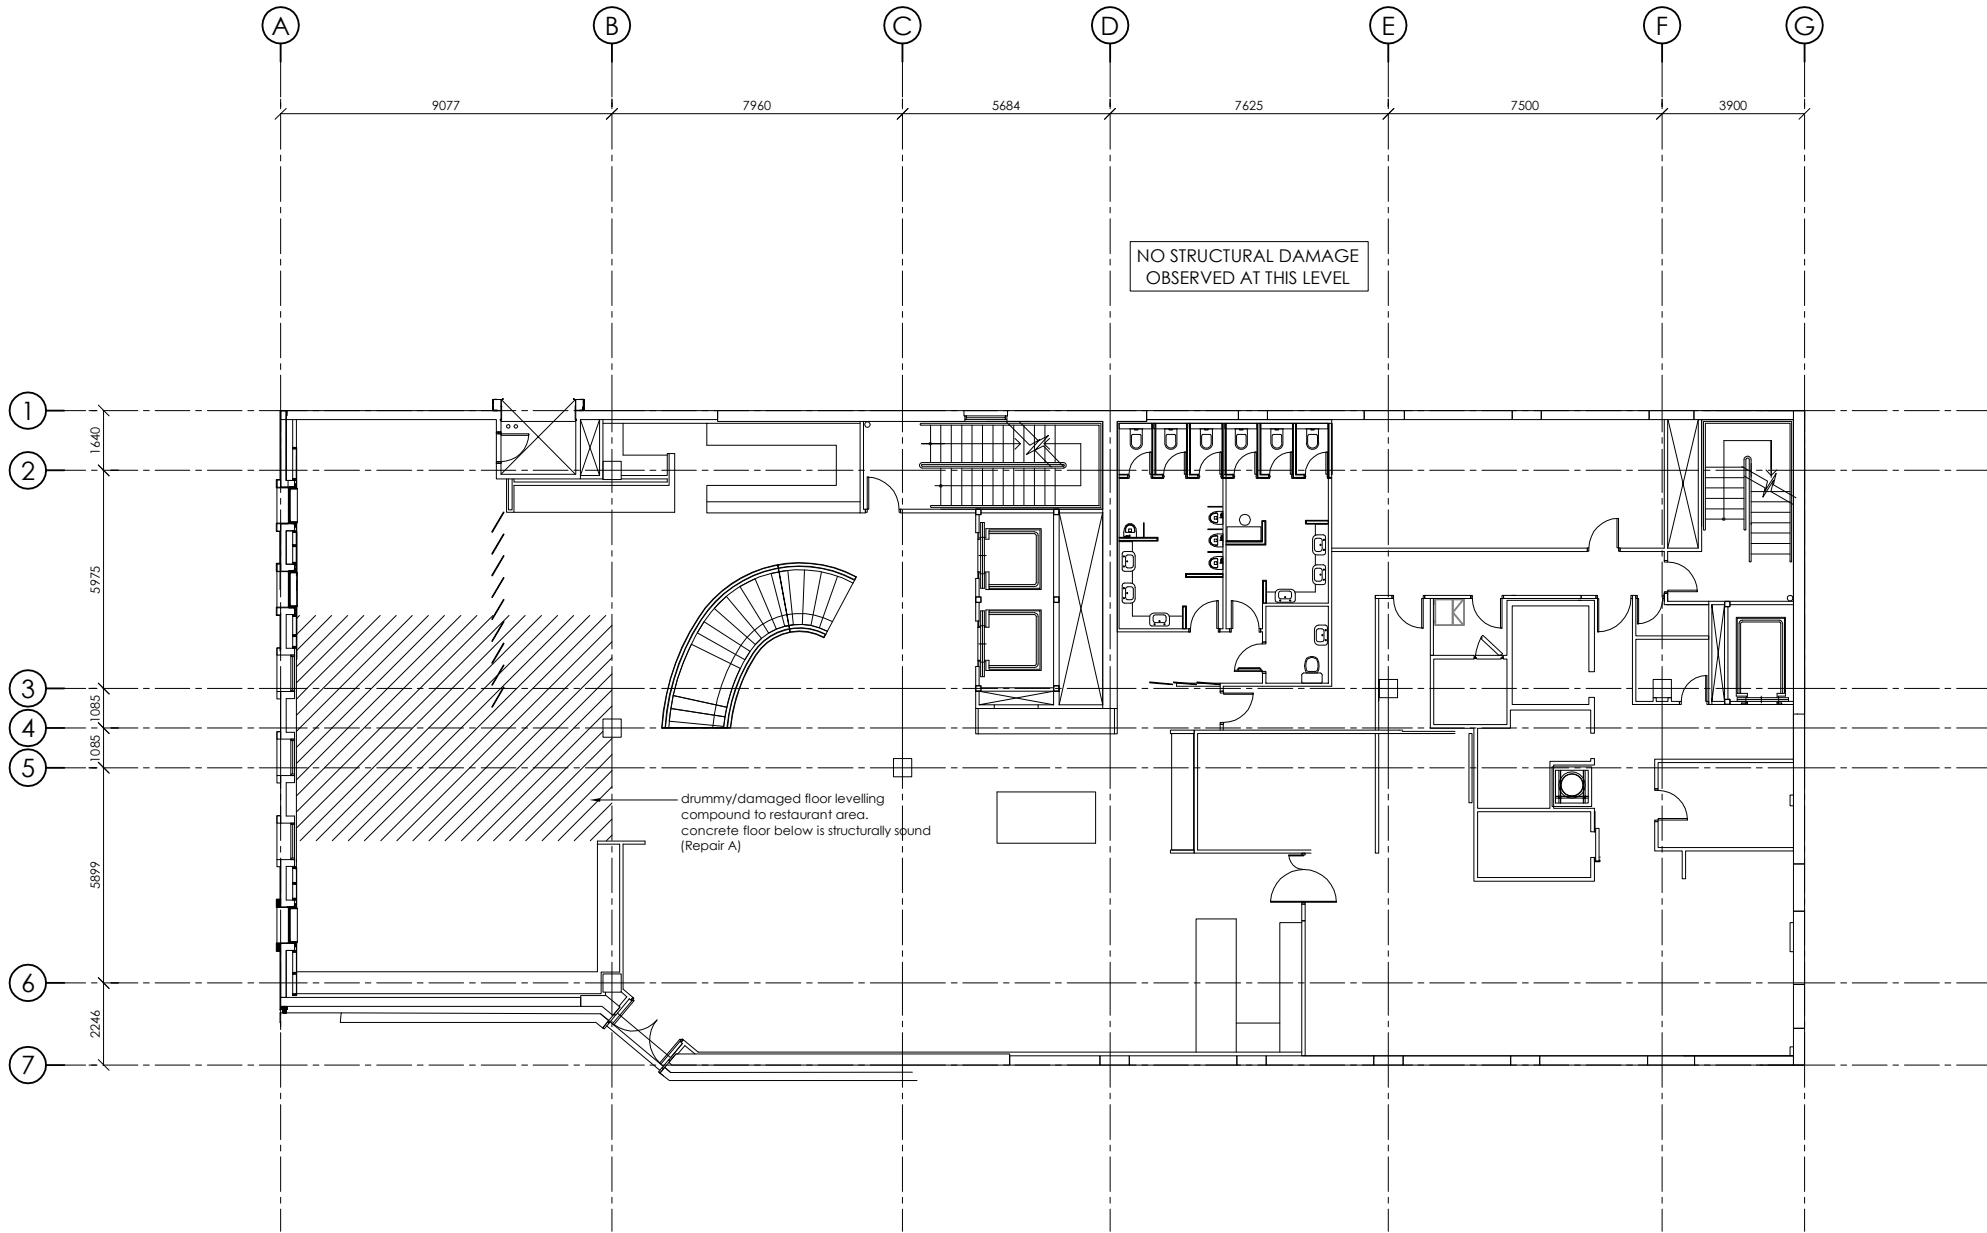 A B C D E F G
9077 7960 5684 7625 7500 3900
NO STRUCTURAL DAMAGE
OBSERVED AT THIS LEVEL
1
1640
2
5975
3
1085
4
1085
5
drummy/damaged floor levelling
compound to restaurant area.
concrete floor below is structurally sound
(Repair A)
5899
6
2246
7